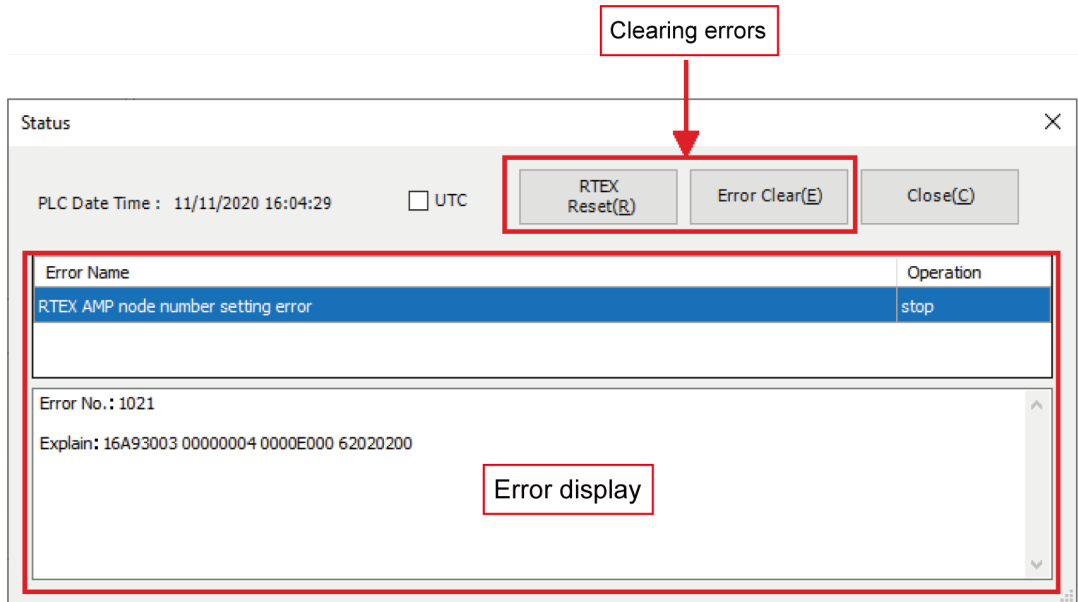 Clearing errors
Status
PLC Date Time : 11/11/2020 16:04:29
UTC
RTEX
Reset(R)
Error Clear(E)
Close(C)
Error Name Operation
RTEX AMP node number setting error stop
Error No.: 1021
Explain: 16A93003 00000004 0000E000 62020200
Error display